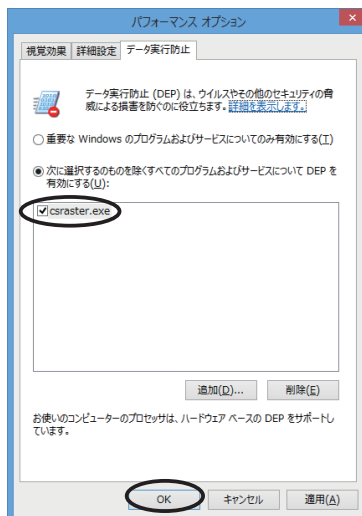 パフォーマンス オプション
視覚効果 詳細設定 データ実行防止
データ実行防止 (DEP) は、ウイルスやその他のセキュリティの脅
威による損害を防ぐのに役立ちます。詳細を表示します。
重要な Windows のプログラムおよびサービスについてのみ有効にする(T)
次に選択するものを除くすべてのプログラムおよびサービスについて DEP を
有効にする(U):
csraster.exe
追加(D)... 削除(E)
お使いのコンピューターのプロセッサは、ハードウェア ベースの DEP をサポートし
ています。
OK キャンセル 適用(A)